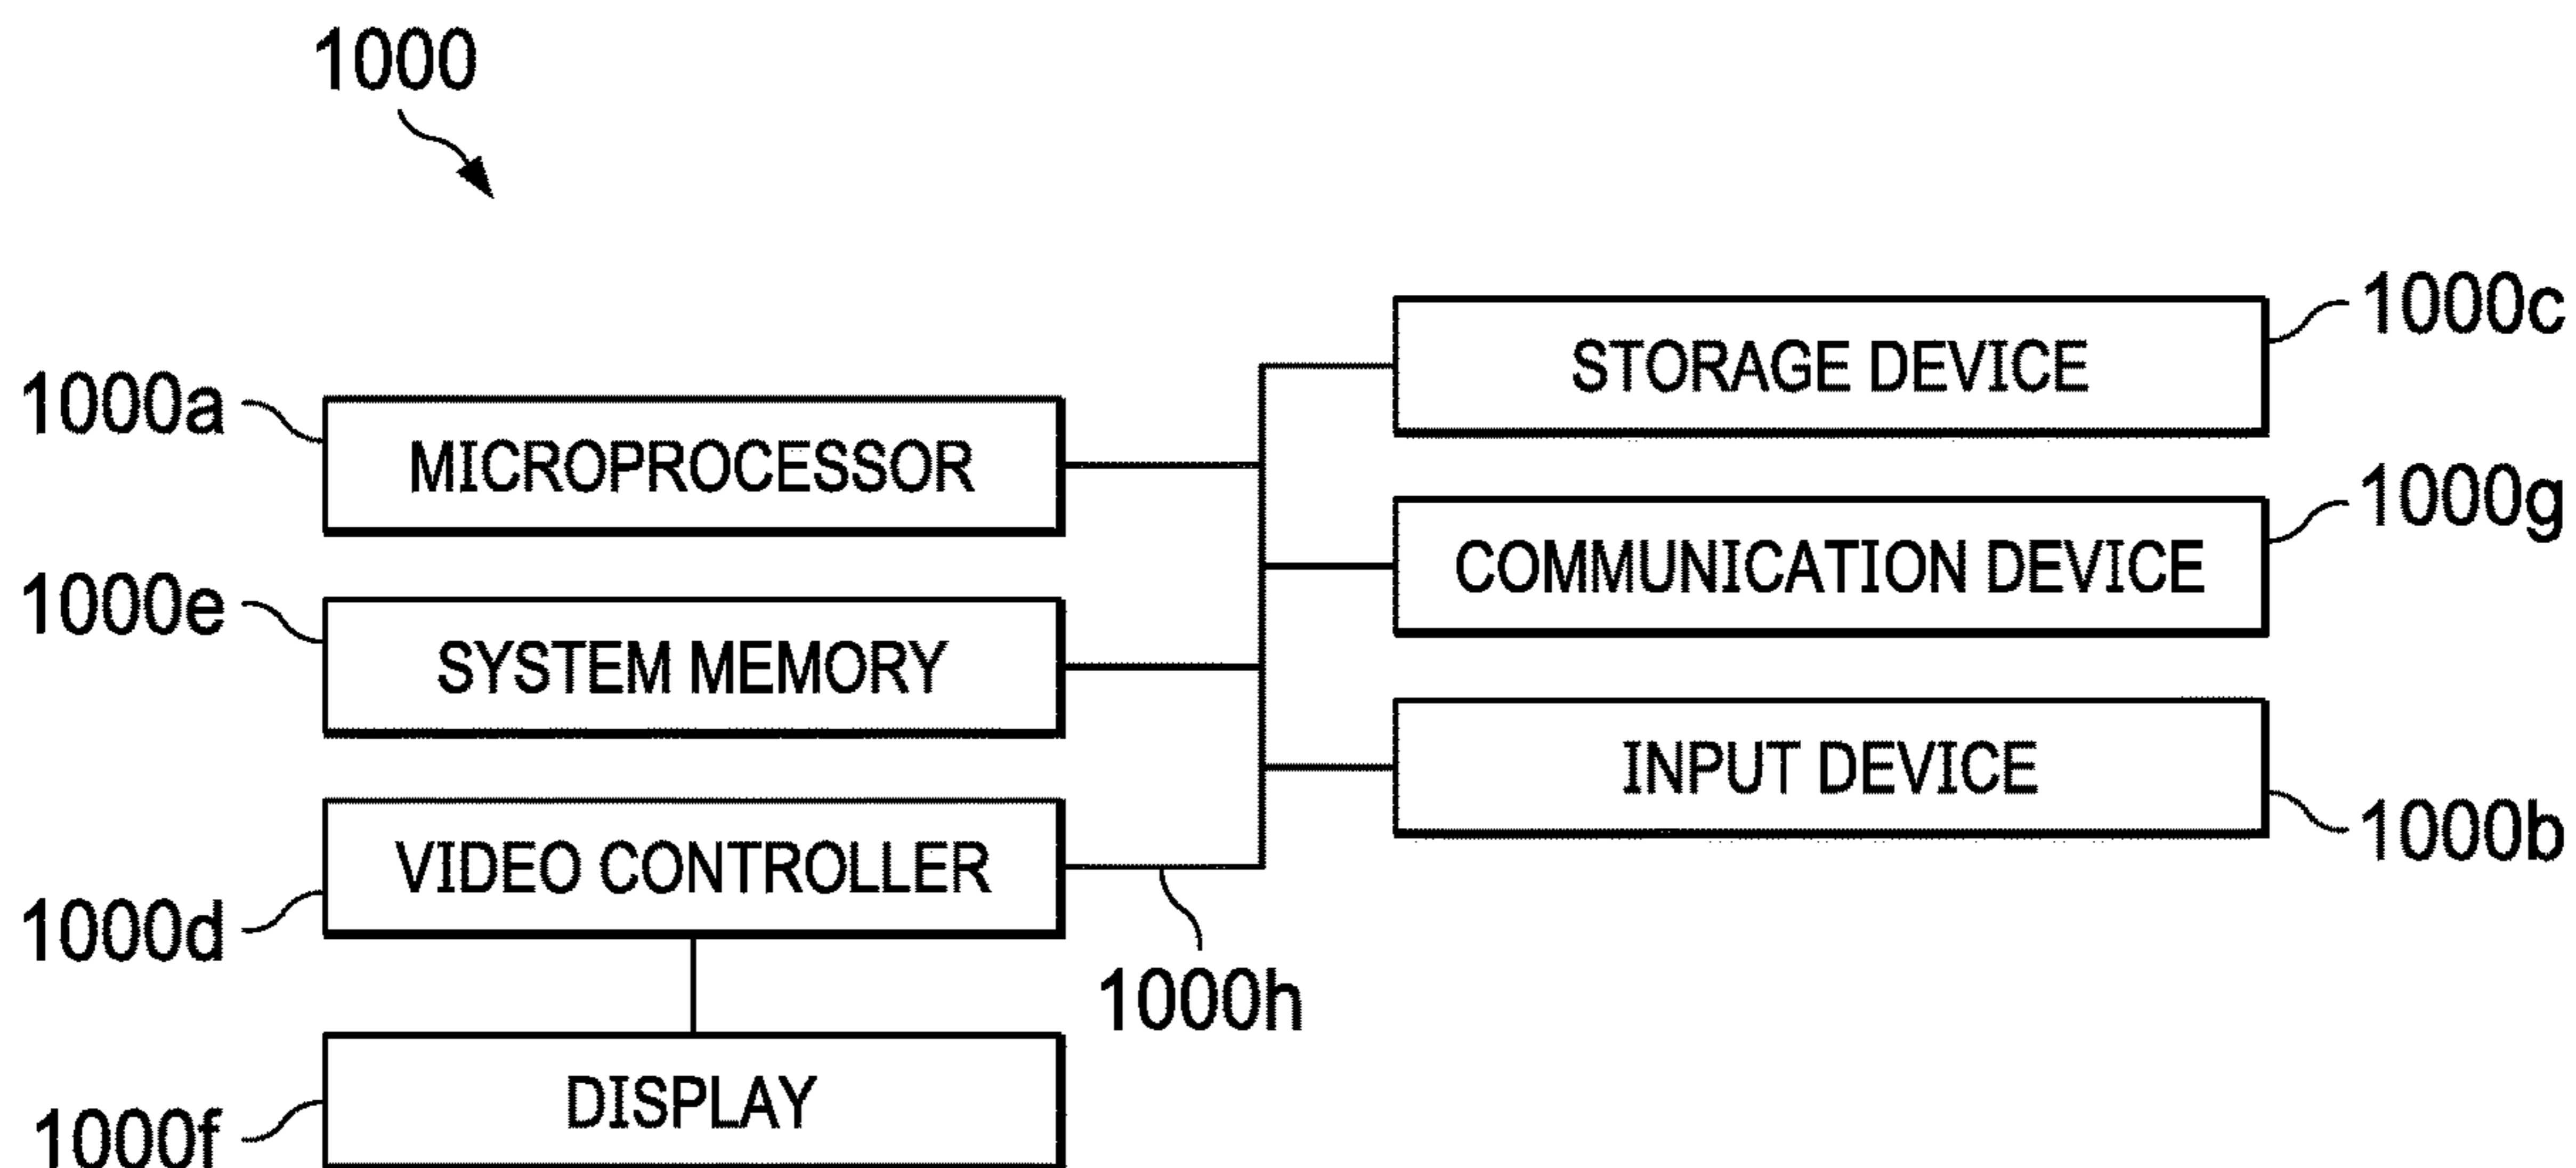 1000
1000a
MICROPROCESSOR
1000e
SYSTEM MEMORY
1000d
VIDEO CONTROLLER
1000f
DISPLAY
1000h
STORAGE DEVICE
1000c
COMMUNICATION DEVICE
1000g
INPUT DEVICE
1000b